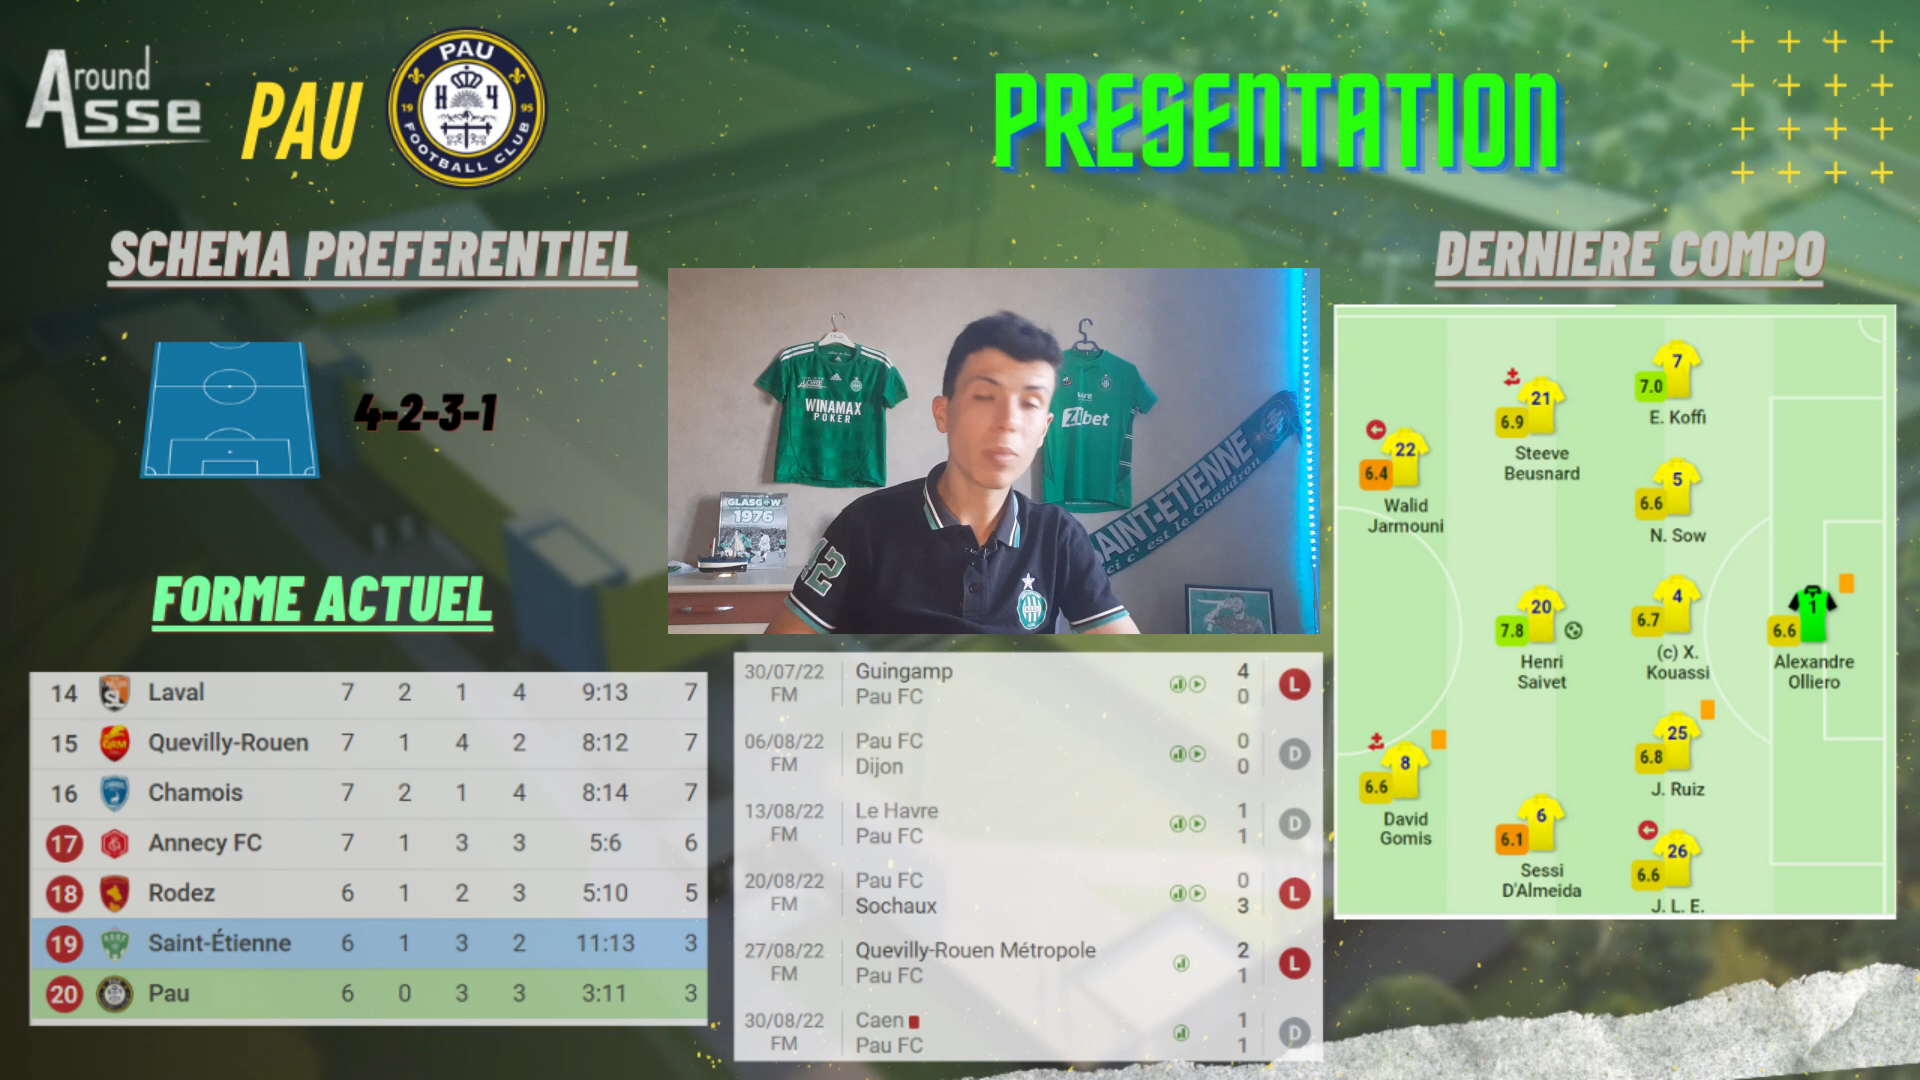 Around
Asse
PAU
PAU
19 95
FOOTBALL CLUB
PRESENTATION
SCHEMA PREFERENTIEL
4-2-3-1
FORME ACTUEL
14 Laval 7 2 1 4 9:13 7
15 Quevilly-Rouen 7 1 4 2 8:12 7
16 Chamois 7 2 1 4 8:14 7
17 Annecy FC 7 1 3 3 5:6 6
18 Rodez 6 1 2 3 5:10 5
19 Saint-Étienne 6 1 3 2 11:13 3
20 Pau 6 0 3 3 3:11 3
WINAMAX
POKER
ZEbet
GLASGOW
1976
SAINT-ETIENNE
ici c'est le Chaudron
42
30/07/22 Guingamp 4 L
FM Pau FC 0
06/08/22 Pau FC 0 D
FM Dijon 0
13/08/22 Le Havre 1 D
FM Pau FC 1
20/08/22 Pau FC 0 L
FM Sochaux 3
27/08/22 Quevilly-Rouen Métropole 2 L
FM Pau FC 1
30/08/22 Caen 1 D
FM Pau FC 1
DERNIERE COMPO
22
6.4
Walid
Jarmouni
8
6.6
David
Gomis
21
6.9
Steeve
Beusnard
20
7.8
Henri
Saivet
6
6.1
Sessi
D'Almeida
7
7.0
E. Koffi
5
6.6
N. Sow
4
6.7
(c) X.
Kouassi
25
6.8
J. Ruiz
26
6.6
J. L. E.
1
6.6
Alexandre
Olliero